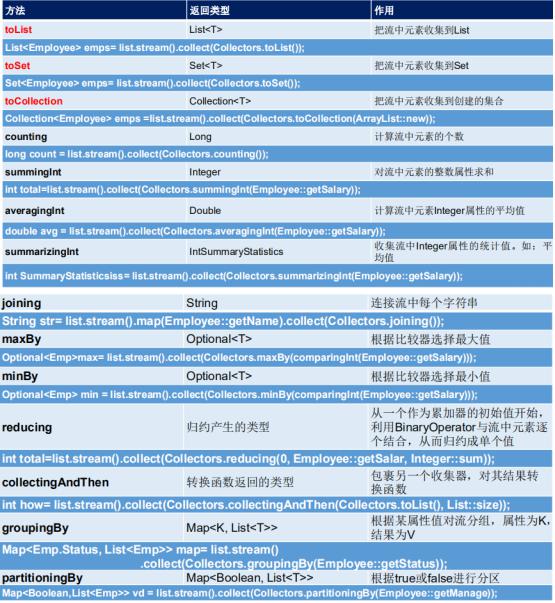 方法 返回类型 作用
toList List<T> 把流中元素收集到List
List<Employee> emps= list.stream().collect(Collectors.toList());
toSet Set<T> 把流中元素收集到Set
Set<Employee> emps= list.stream().collect(Collectors.toSet());
toCollection Collection<T> 把流中元素收集到创建的集合
Collection<Employee> emps =list.stream().collect(Collectors.toCollection(ArrayList::new));
counting Long 计算流中元素的个数
long count = list.stream().collect(Collectors.counting());
summingInt Integer 对流中元素的整数属性求和
int total=list.stream().collect(Collectors.summingInt(Employee::getSalary));
averagingInt Double 计算流中元素Integer属性的平均值
double avg = list.stream().collect(Collectors.averagingInt(Employee::getSalary));
summarizingInt IntSummaryStatistics 收集流中Integer属性的统计值。如：平
均值
int SummaryStatisticsiss= list.stream().collect(Collectors.summarizingInt(Employee::getSalary));
joining String 连接流中每个字符串
String str= list.stream().map(Employee::getName).collect(Collectors.joining());
maxBy Optional<T> 根据比较器选择最大值
Optional<Emp>max= list.stream().collect(Collectors.maxBy(comparingInt(Employee::getSalary)));
minBy Optional<T> 根据比较器选择最小值
Optional<Emp> min = list.stream().collect(Collectors.minBy(comparingInt(Employee::getSalary)));
reducing 归约产生的类型 从一个作为累加器的初始值开始，
利用BinaryOperator与流中元素逐
个结合，从而归约成单个值
int total=list.stream().collect(Collectors.reducing(0, Employee::getSalar, Integer::sum));
collectingAndThen 转换函数返回的类型 包裹另一个收集器，对其结果转
换函数
int how= list.stream().collect(Collectors.collectingAndThen(Collectors.toList(), List::size));
groupingBy Map<K, List<T>> 根据某属性值对流分组，属性为K，
结果为V
Map<Emp.Status, List<Emp>> map= list.stream()
.collect(Collectors.groupingBy(Employee::getStatus));
partitioningBy Map<Boolean, List<T>> 根据true或false进行分区
Map<Boolean,List<Emp>> vd = list.stream().collect(Collectors.partitioningBy(Employee::getManage));